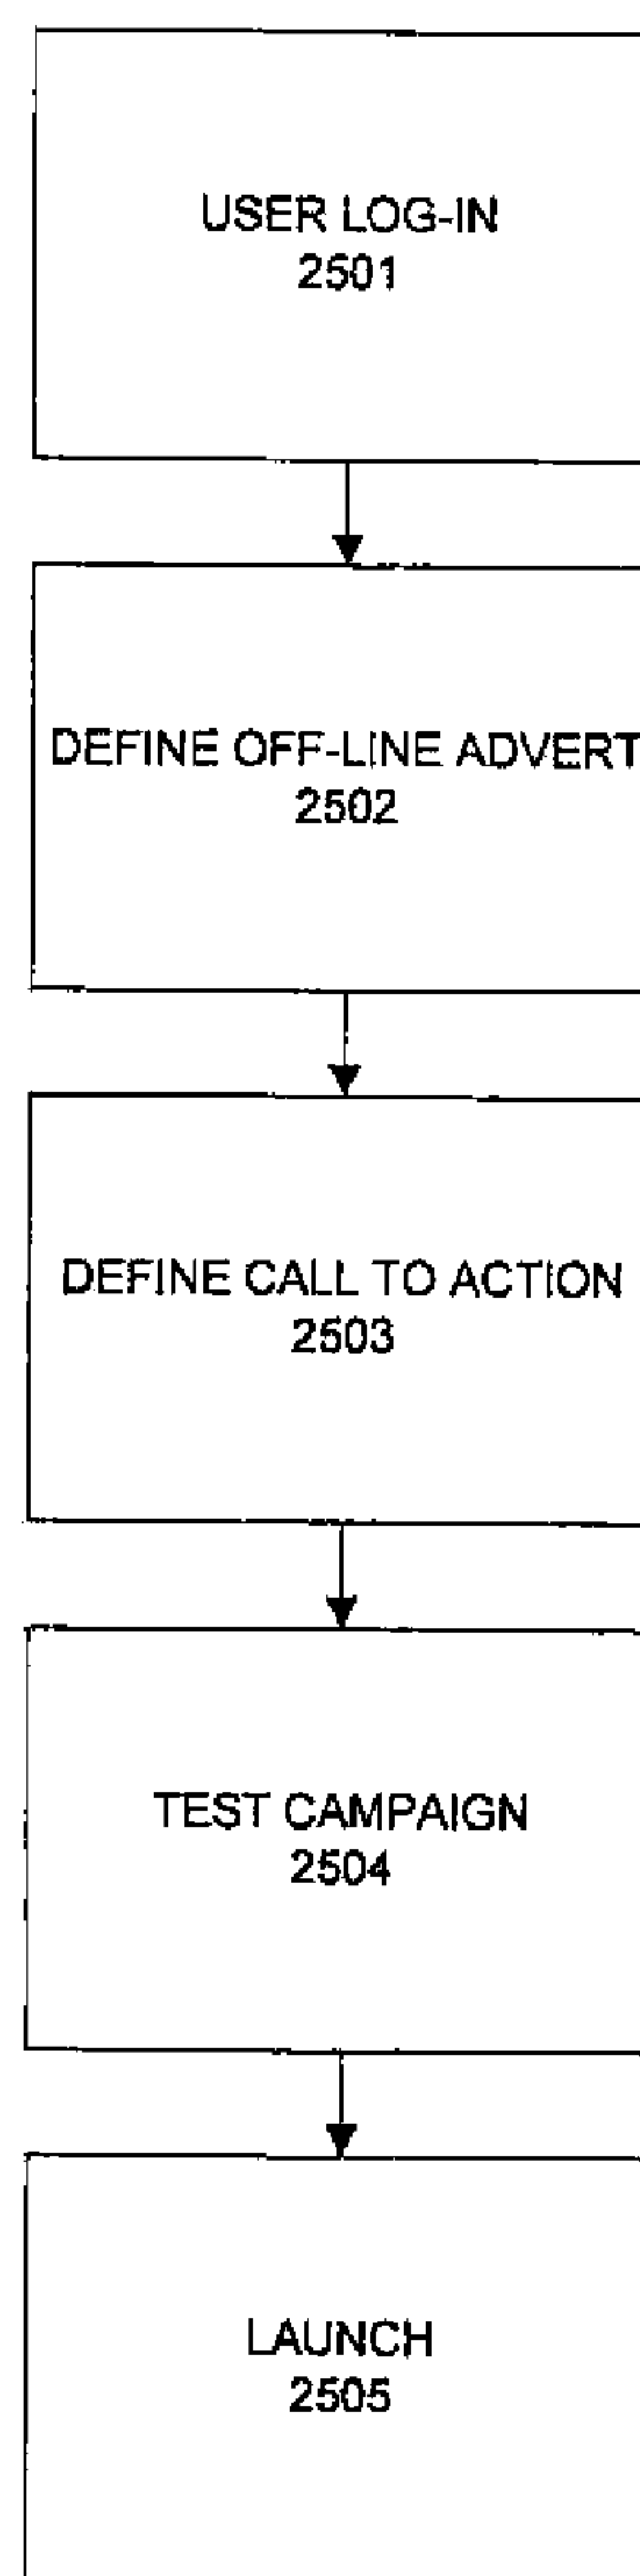 USER LOG-IN
2501
DEFINE OFF-LINE ADVERT
2502
DEFINE CALL TO ACTION
2503
TEST CAMPAIGN
2504
LAUNCH
2505